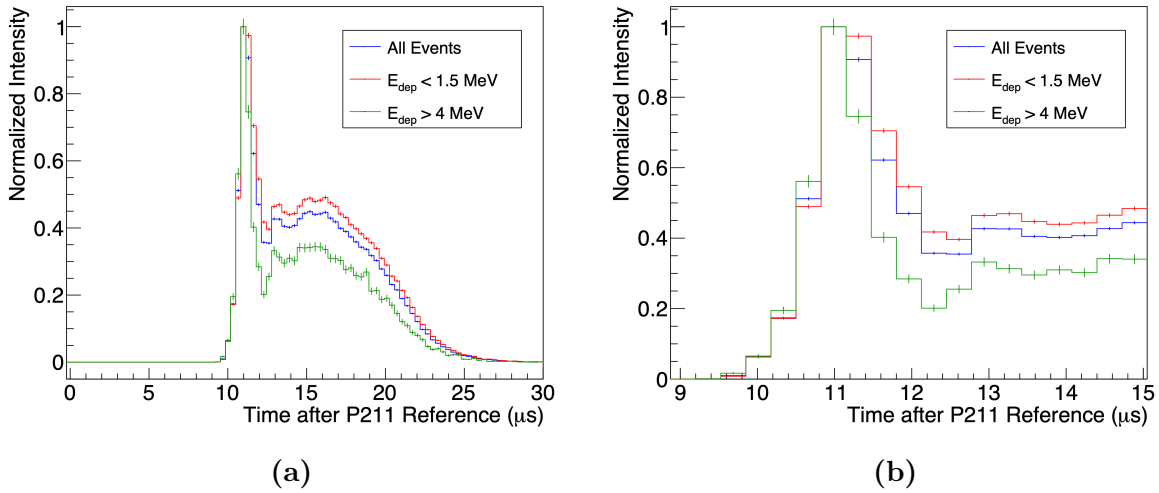 Normalized Intensity
1
0.8
0.6
0.4
0.2
0
All Events
E_dep < 1.5 MeV
E_dep > 4 MeV
0 5 10 15 20 25 30
Time after P211 Reference (μs)
(a)
Normalized Intensity
1
0.8
0.6
0.4
0.2
0
All Events
E_dep < 1.5 MeV
E_dep > 4 MeV
9 10 11 12 13 14 15
Time after P211 Reference (μs)
(b)